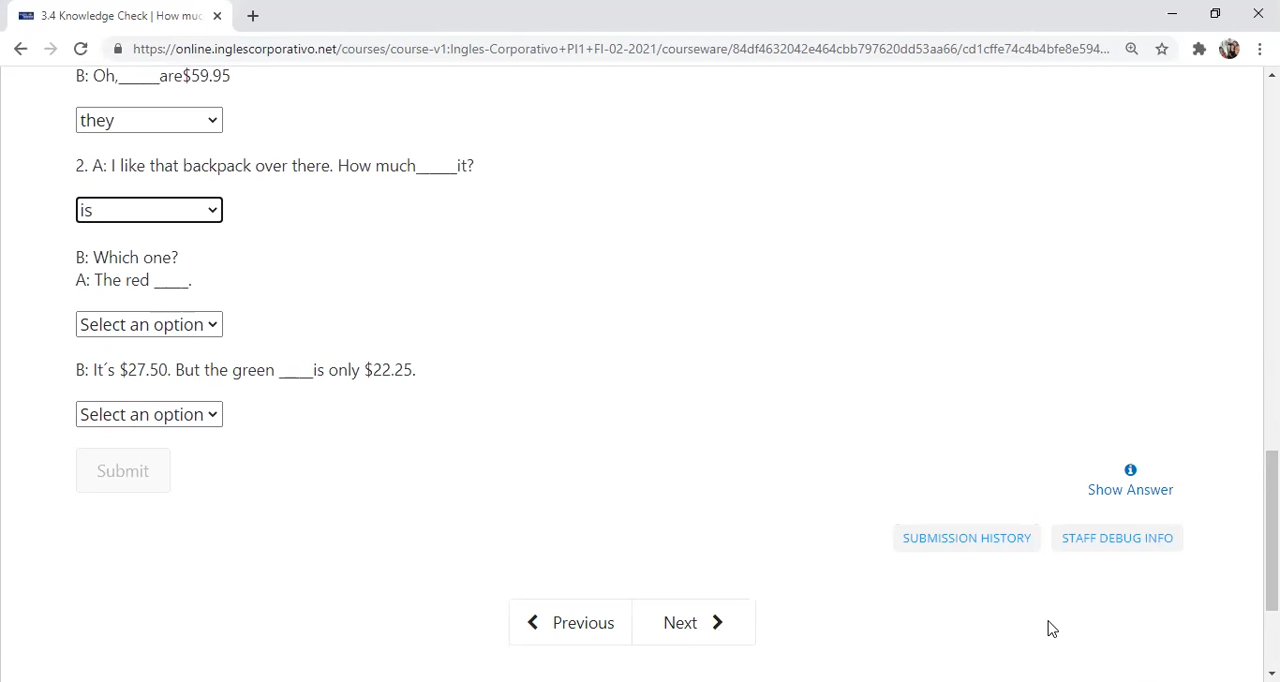 3.4 Knowledge Check | How muc
https://online.inglescorporativo.net/courses/course-v1:Ingles-Corporativo+PI1+FI-02-2021/courseware/84df4632042e464cbb797620dd53aa66/cd1cffe74c4b4bfe8e594...
B: Oh,_____are$59.95
they
2. A: I like that backpack over there. How much_____it?
is
B: Which one?
A: The red ____.
Select an option
B: It´s $27.50. But the green ____is only $22.25.
Select an option
Submit
Show Answer
SUBMISSION HISTORY STAFF DEBUG INFO
Previous Next